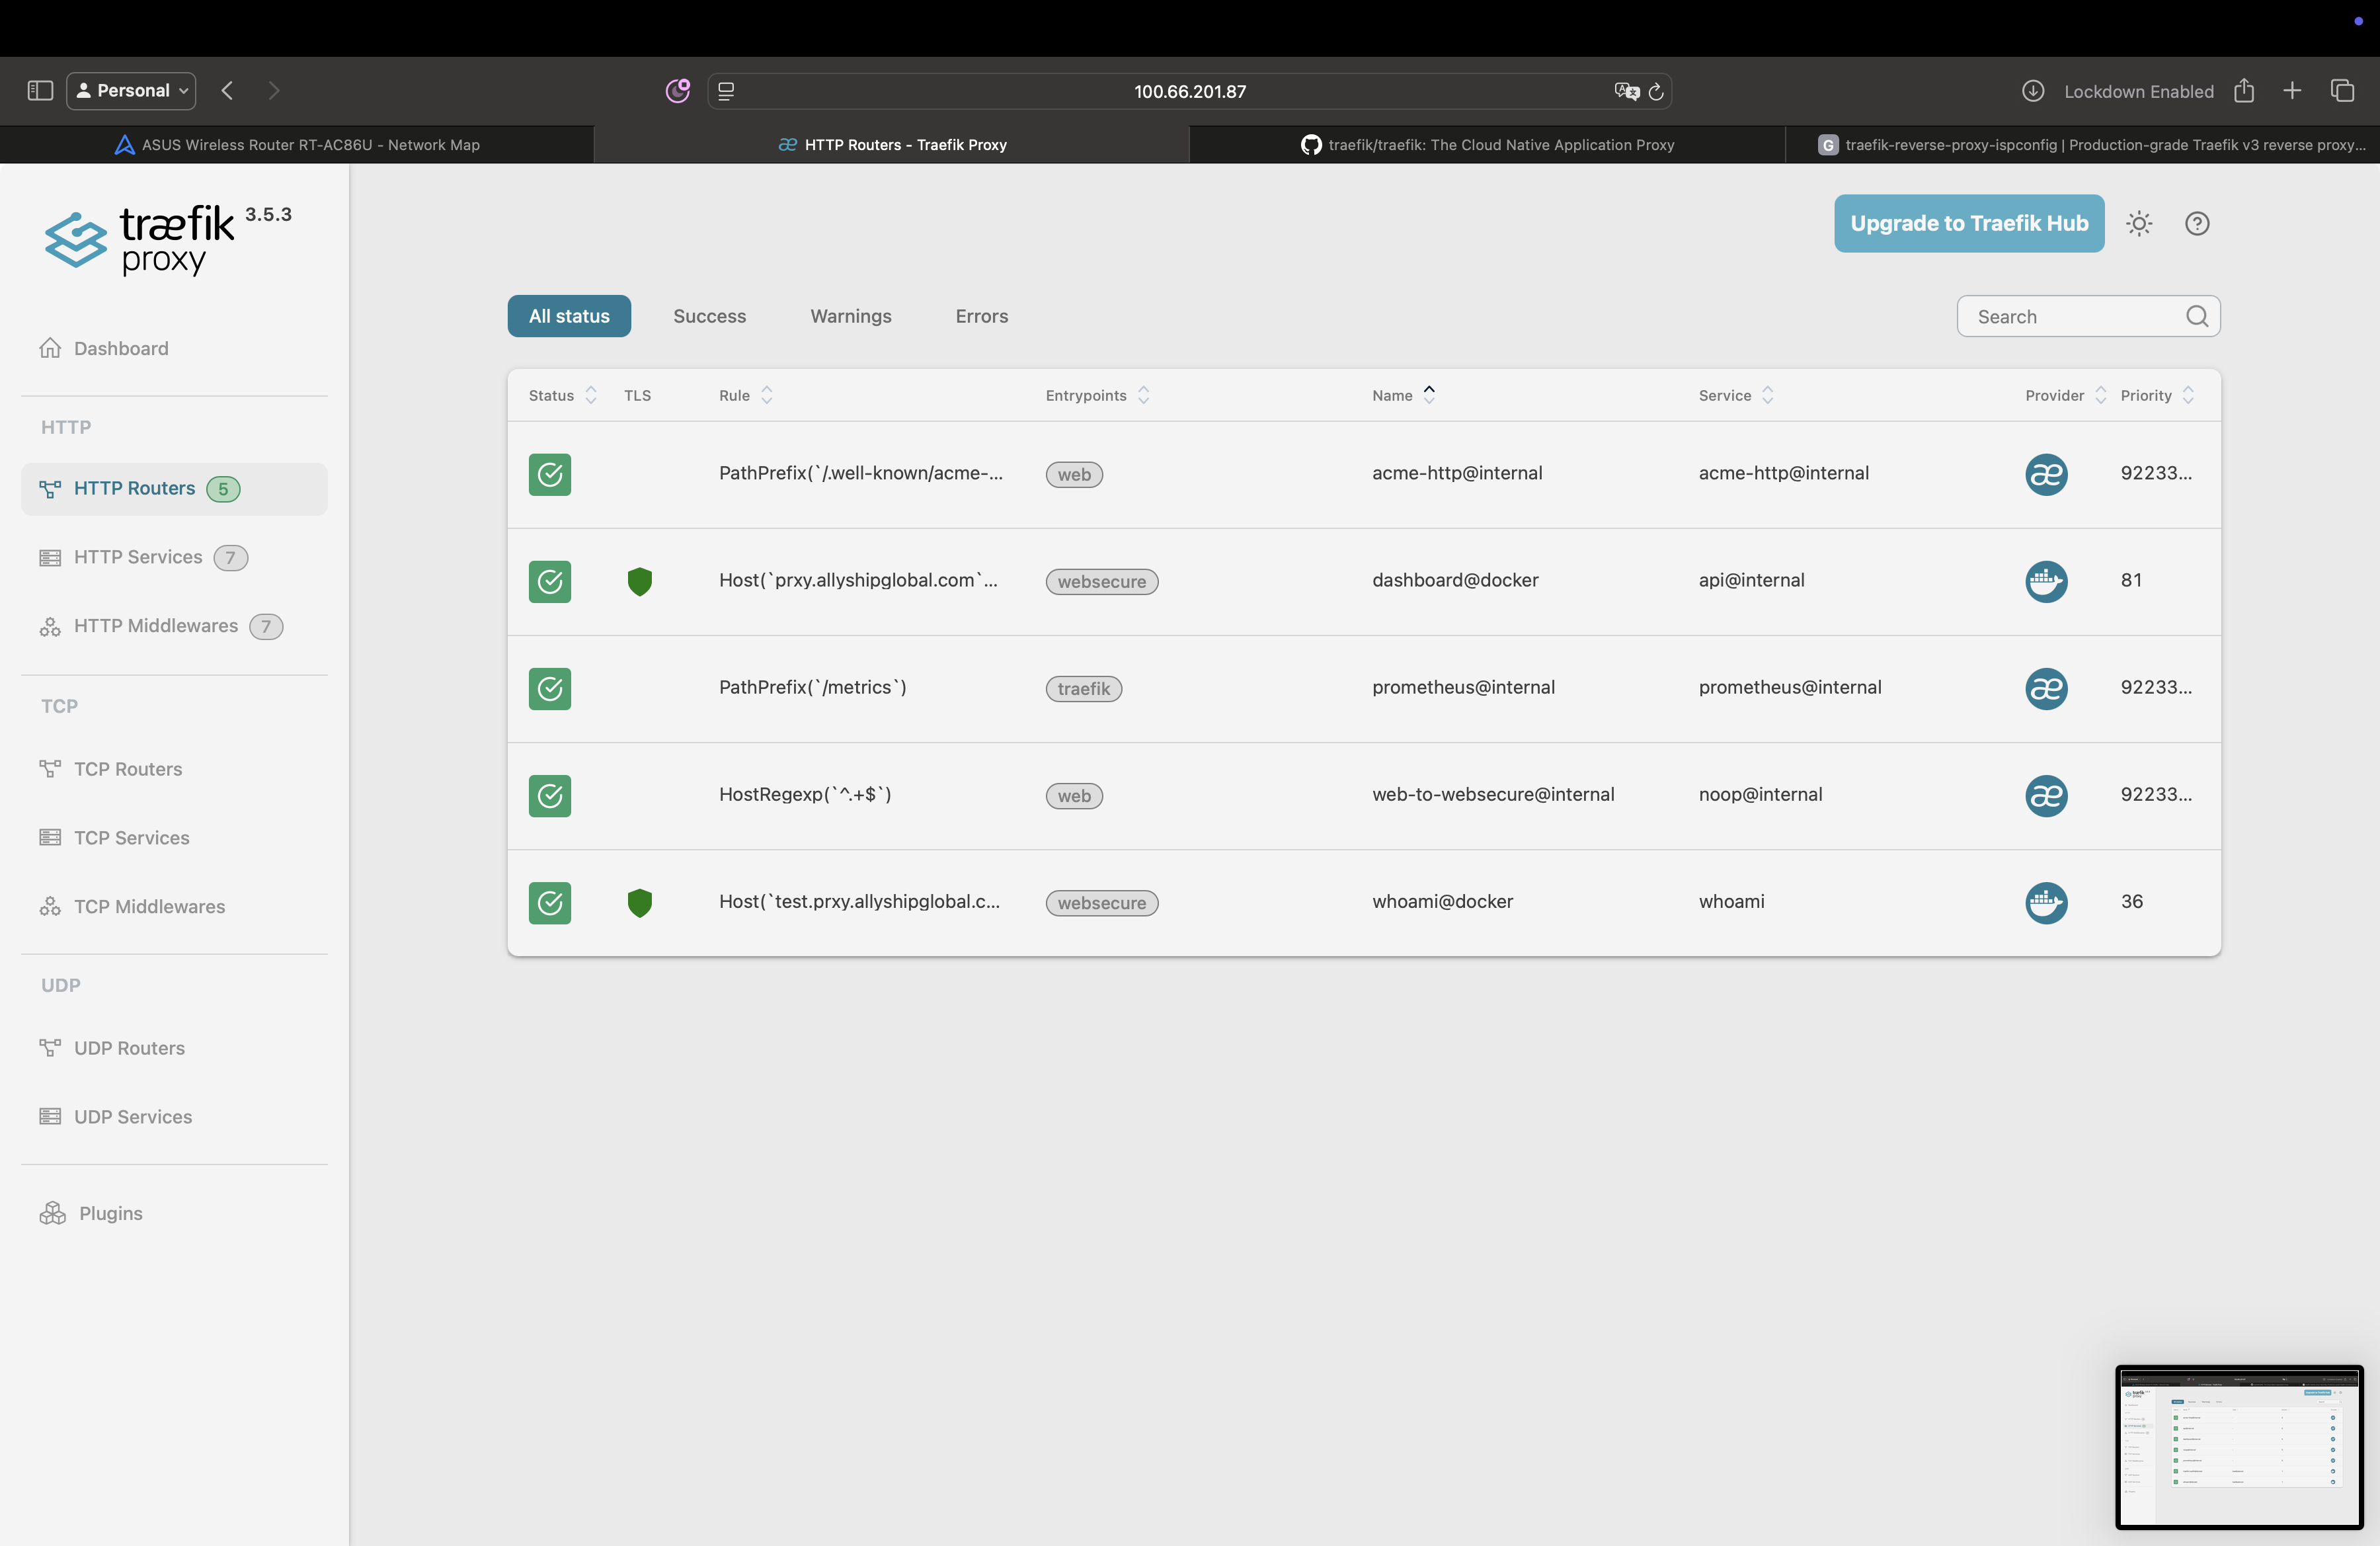 Personal
100.66.201.87
Lockdown Enabled
ASUS Wireless Router RT-AC86U - Network Map
HTTP Routers - Traefik Proxy
traefik/traefik: The Cloud Native Application Proxy
G traefik-reverse-proxy-ispconfig | Production-grade Traefik v3 reverse proxy...
træfik 3.5.3
proxy
Upgrade to Traefik Hub
Dashboard
HTTP
HTTP Routers 5
HTTP Services 7
HTTP Middlewares 7
TCP
TCP Routers
TCP Services
TCP Middlewares
UDP
UDP Routers
UDP Services
Plugins
All status Success Warnings Errors
Search
Status TLS Rule Entrypoints Name Service Provider Priority
PathPrefix(`/.well-known/acme-... web acme-http@internal acme-http@internal æ 92233...
Host(`prxy.allyshipglobal.com`... websecure dashboard@docker api@internal 81
PathPrefix(`/metrics`) traefik prometheus@internal prometheus@internal æ 92233...
HostRegexp(`^.+$`) web web-to-websecure@internal noop@internal æ 92233...
Host(`test.prxy.allyshipglobal.c... websecure whoami@docker whoami 36